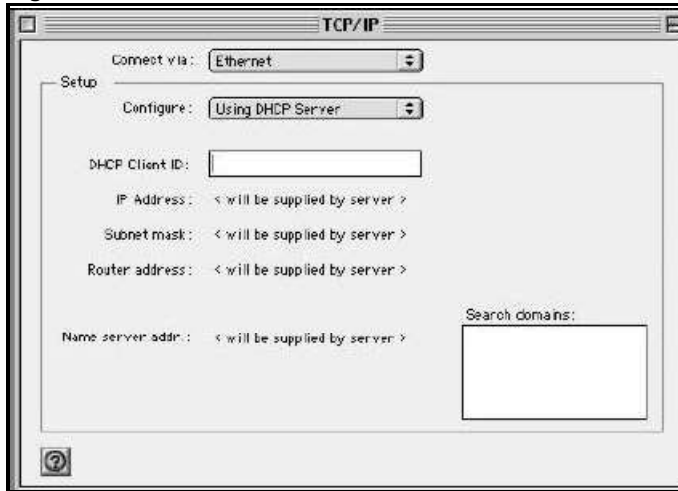 TCP/IP
Connect via: Ethernet
Setup
Configure: Using DHCP Server
DHCP Client ID:
IP Address: < will be supplied by server >
Subnet mask: < will be supplied by server >
Router address: < will be supplied by server >
Search domains:
Name server addr.: < will be supplied by server >